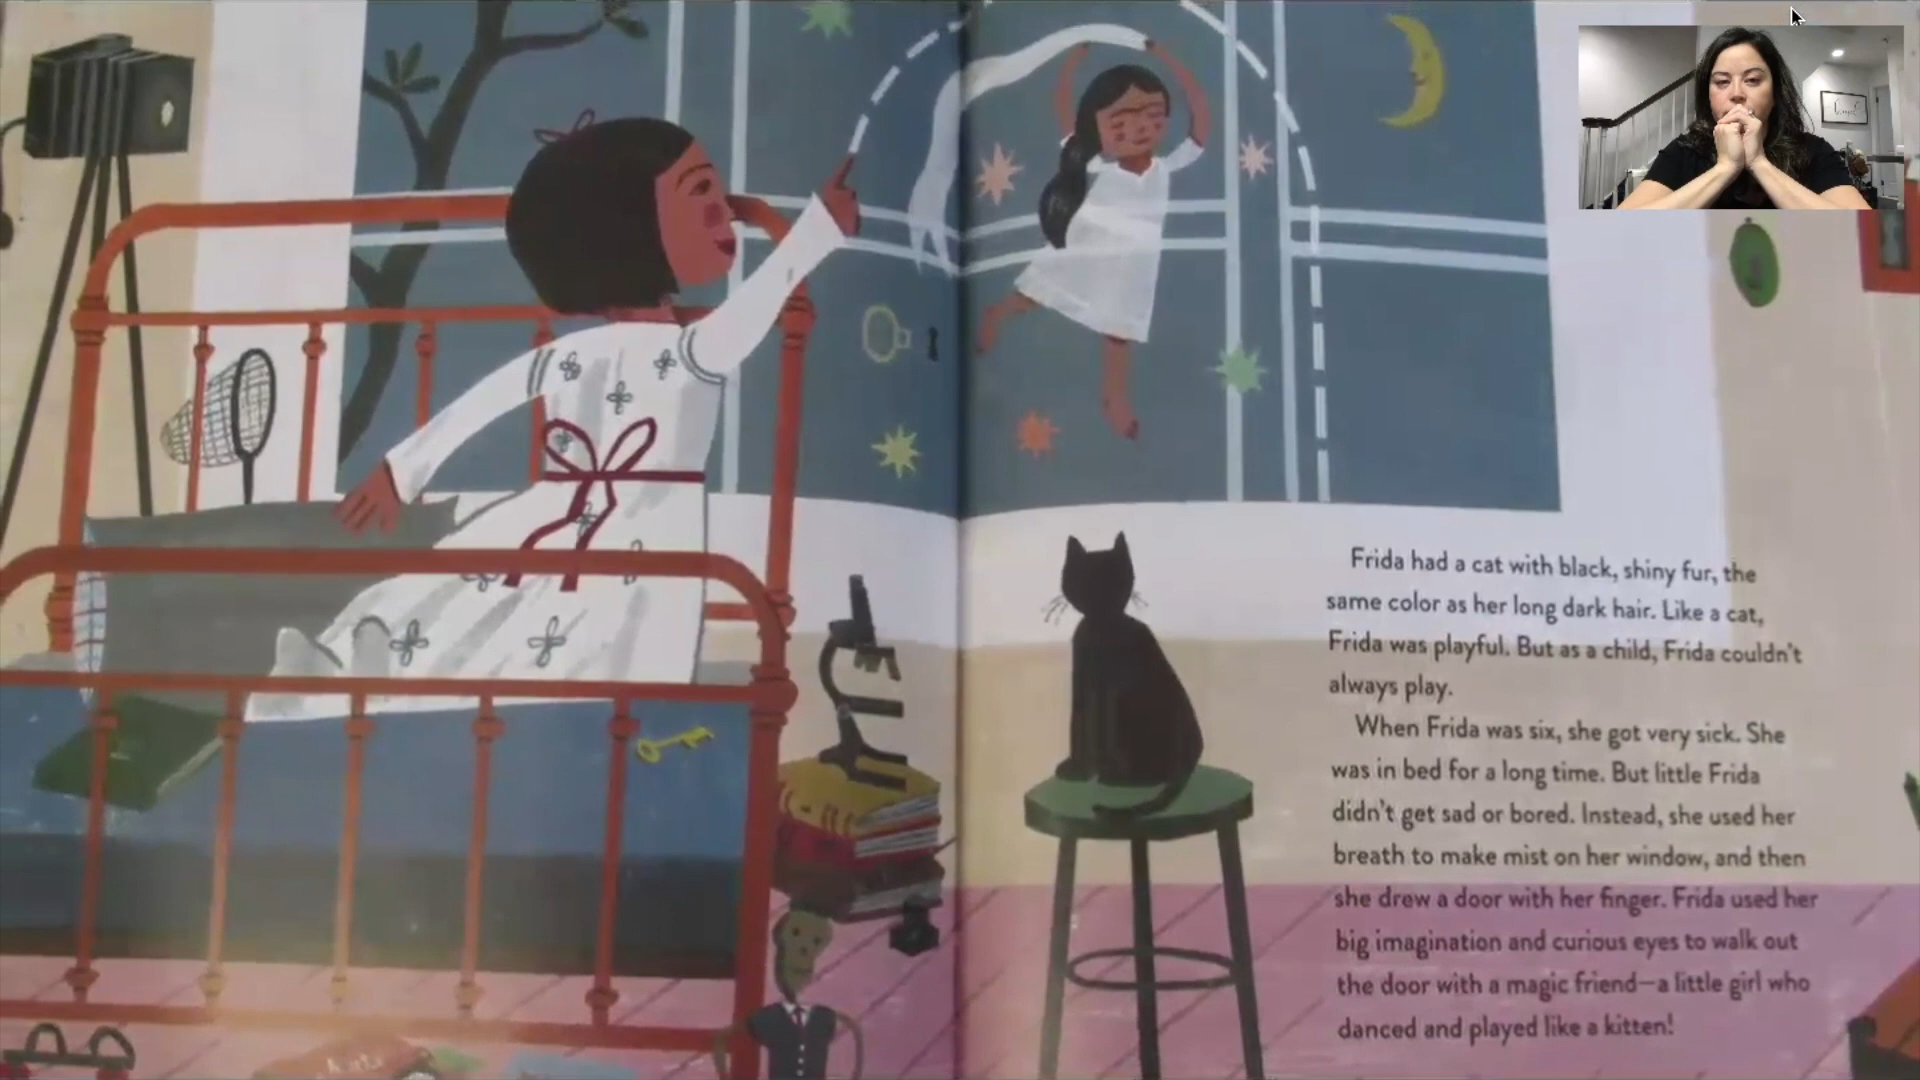 Frida had a cat with black, shiny fur, the
same color as her long dark hair. Like a cat,
Frida was playful. But as a child, Frida couldn't
always play.
When Frida was six, she got very sick. She
was in bed for a long time. But little Frida
didn't get sad or bored. Instead, she used her
breath to make mist on her window, and then
she drew a door with her finger. Frida used her
big imagination and curious eyes to walk out
the door with a magic friend—a little girl who
danced and played like a kitten!